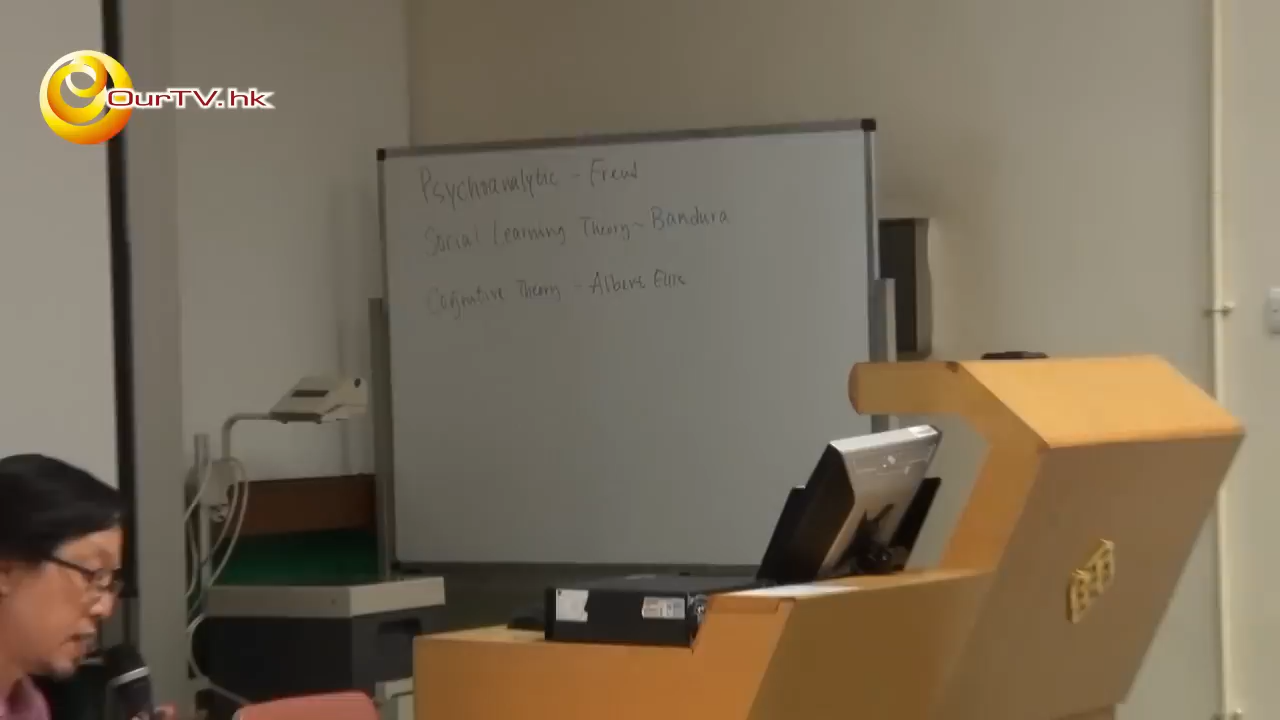 OurTV.hk
Psychoanalytic - Freud
Social Learning Theory - Bandura
Cognitive Theory - Albert Ellis